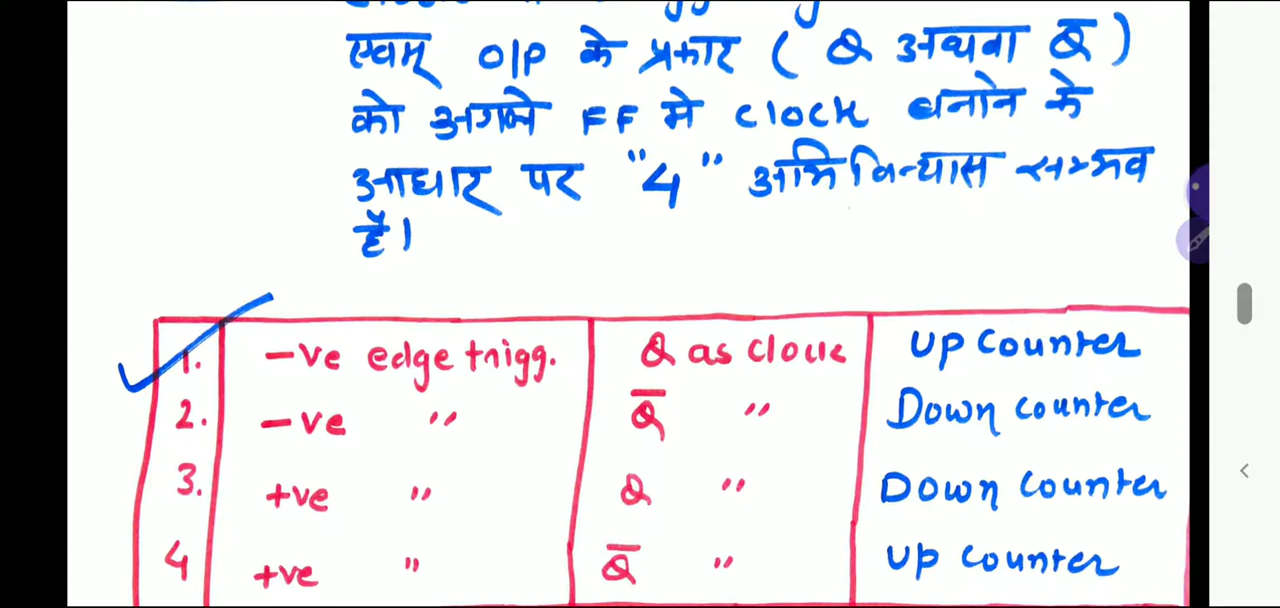 एवम् O/P के प्रकार ( Q अथवा Q̅ )
को अगले FF मे clock बनाने के
आधार पर "4" अभिविन्यास सम्भव
है।
1. -ve edge trigg. Q as clock Up Counter
2. -ve " Q̅ " Down counter
3. +ve " Q " Down counter
4 +ve " Q̅ " Up counter